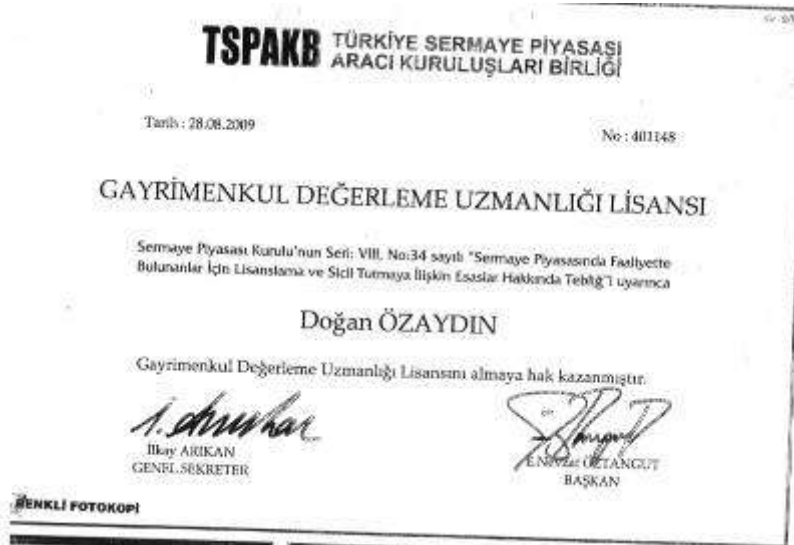 TSPAKB TÜRKİYE SERMAYE PİYASASI
ARACI KURULUŞLARI BİRLİĞİ
Tarih : 28.08.2009
No : 401148
GAYRİMENKUL DEĞERLEME UZMANLIĞI LİSANSI
Sermaye Piyasası Kurulu'nun Seri: VIII, No:34 sayılı "Sermaye Piyasasında Faaliyette
Bulunanlar İçin Lisanslama ve Sicil Tutmaya İlişkin Esaslar Hakkında Tebliğ"i uyarınca
Doğan ÖZAYDIN
Gayrimenkul Değerleme Uzmanlığı Lisansını almaya hak kazanmıştır.
İlkay ARIKAN
GENEL SEKRETER
E.Nevzat ÖZTANGUT
BAŞKAN
RENKLİ FOTOKOPİ